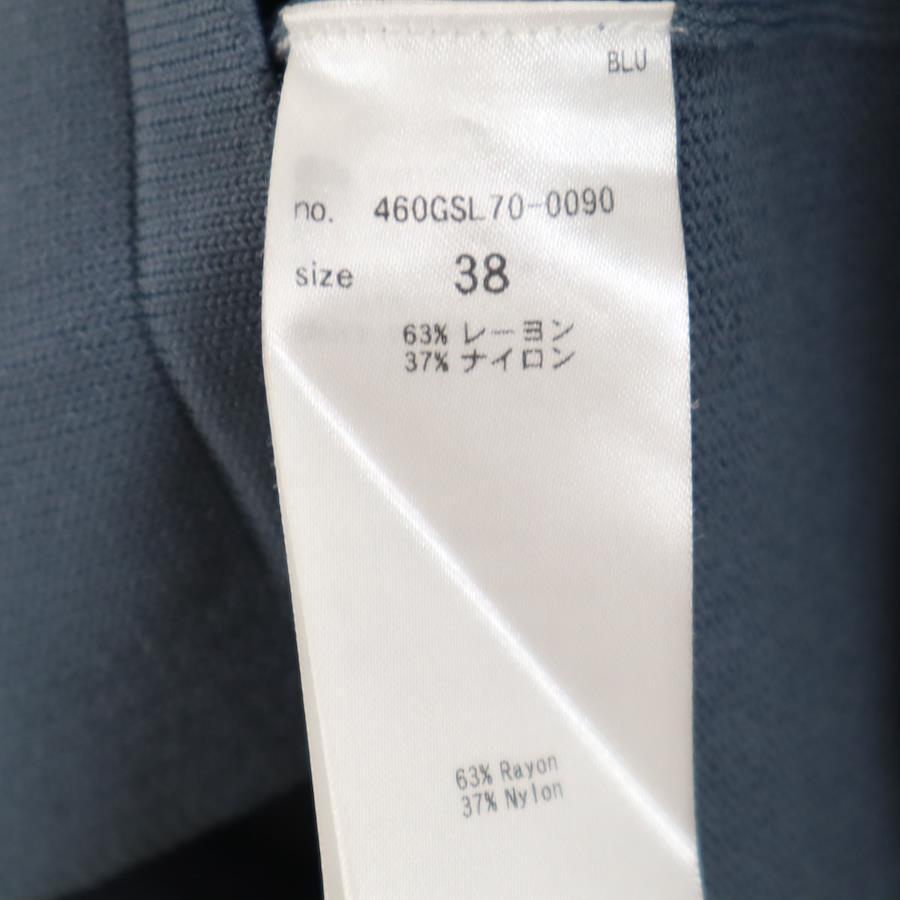 BLU
no. 460GSL70-0090
size 38
63% レーヨン
37% ナイロン
63% Rayon
37% Nylon